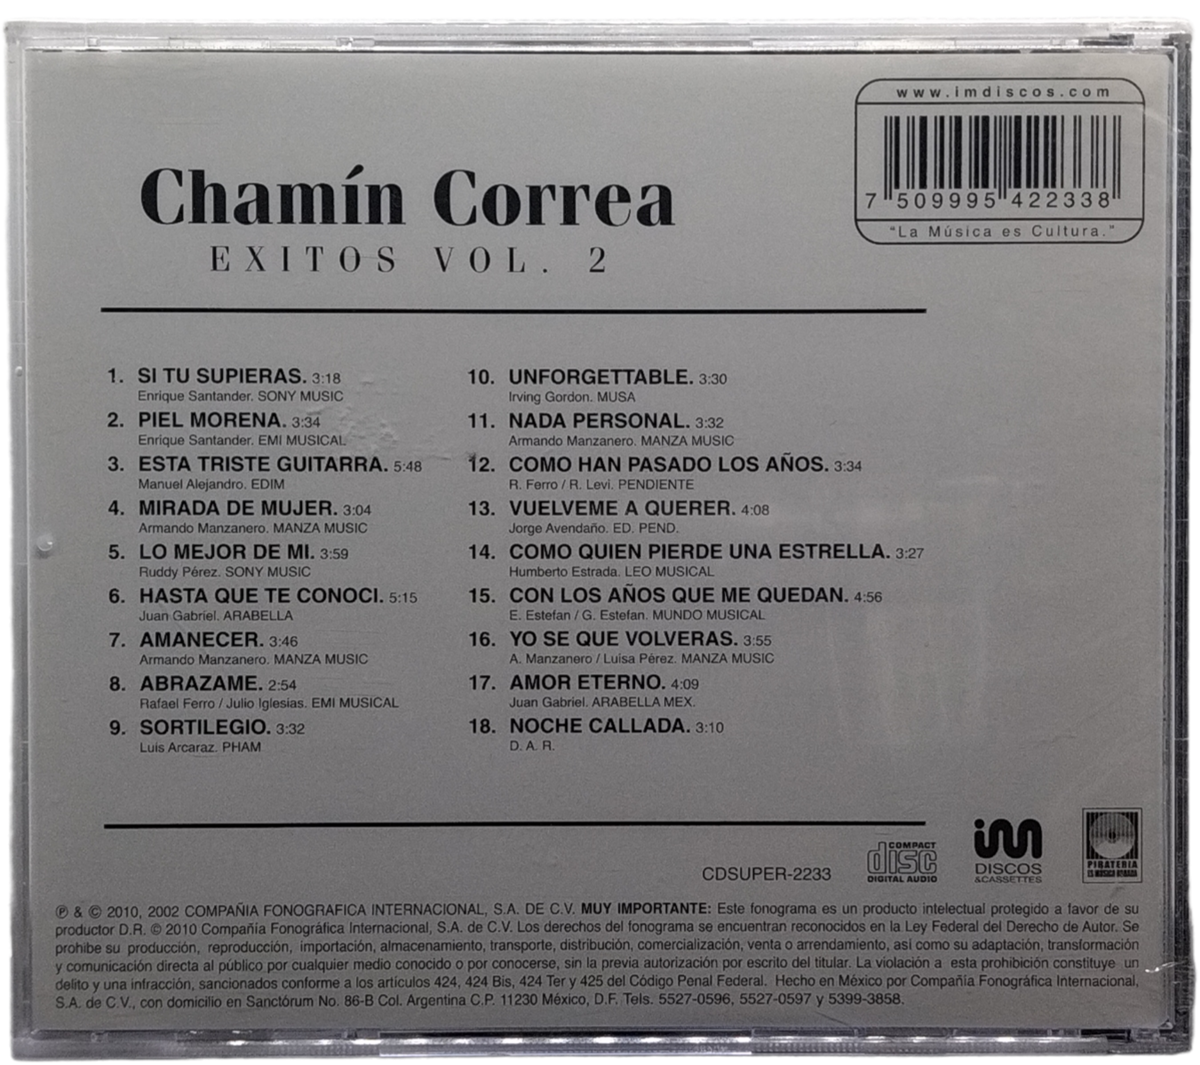 www.imdiscos.com
7 509995 422338
"La Música es Cultura."
Chamín Correa
EXITOS VOL. 2
1. SI TU SUPIERAS. 3:18
Enrique Santander. SONY MUSIC
2. PIEL MORENA. 3:34
Enrique Santander. EMI MUSICAL
3. ESTA TRISTE GUITARRA. 5:48
Manuel Alejandro. EDIM
4. MIRADA DE MUJER. 3:04
Armando Manzanero. MANZA MUSIC
5. LO MEJOR DE MI. 3:59
Ruddy Pérez. SONY MUSIC
6. HASTA QUE TE CONOCI. 5:15
Juan Gabriel. ARABELLA
7. AMANECER. 3:46
Armando Manzanero. MANZA MUSIC
8. ABRAZAME. 2:54
Rafael Ferro / Julio Iglesias. EMI MUSICAL
9. SORTILEGIO. 3:32
Luis Arcaraz. PHAM
10. UNFORGETTABLE. 3:30
Irving Gordon. MUSA
11. NADA PERSONAL. 3:32
Armando Manzanero. MANZA MUSIC
12. COMO HAN PASADO LOS AÑOS. 3:34
R. Ferro / R. Levi. PENDIENTE
13. VUELVEME A QUERER. 4:08
Jorge Avendaño. ED. PEND.
14. COMO QUIEN PIERDE UNA ESTRELLA. 3:27
Humberto Estrada. LEO MUSICAL
15. CON LOS AÑOS QUE ME QUEDAN. 4:56
E. Estefan / G. Estefan. MUNDO MUSICAL
16. YO SE QUE VOLVERAS. 3:55
A. Manzanero / Luisa Pérez. MANZA MUSIC
17. AMOR ETERNO. 4:09
Juan Gabriel. ARABELLA MEX.
18. NOCHE CALLADA. 3:10
D. A. R.
CDSUPER-2233
COMPACT
disc
DIGITAL AUDIO
im
DISCOS
& CASSETTES
PIRATERIA
ES MUSICA ROBADA
℗ & © 2010, 2002 COMPAÑIA FONOGRAFICA INTERNACIONAL, S.A. DE C.V. MUY IMPORTANTE: Este fonograma es un producto intelectual protegido a favor de su
productor D.R. © 2010 Compañía Fonográfica Internacional, S.A. de C.V. Los derechos del fonograma se encuentran reconocidos en la Ley Federal del Derecho de Autor. Se
prohibe su producción, reproducción, importación, almacenamiento, transporte, distribución, comercialización, venta o arrendamiento, así como su adaptación, transformación
y comunicación directa al público por cualquier medio conocido o por conocerse, sin la previa autorización por escrito del titular. La violación a esta prohibición constituye un
delito y una infracción, sancionados conforme a los artículos 424, 424 Bis, 424 Ter y 425 del Código Penal Federal. Hecho en México por Compañía Fonográfica Internacional,
S.A. de C.V., con domicilio en Sanctórum No. 86-B Col. Argentina C.P. 11230 México, D.F. Tels. 5527-0596, 5527-0597 y 5399-3858.